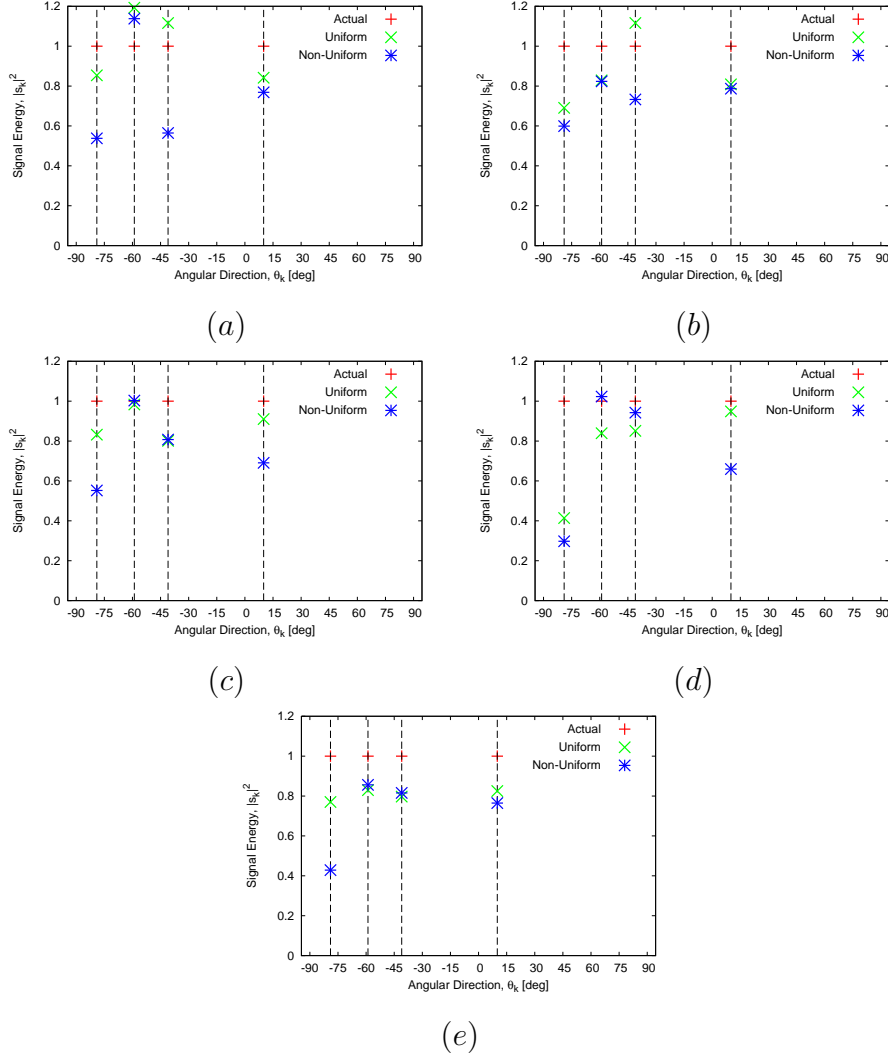 1.2
1
0.8
0.6
0.4
0.2
0
Signal Energy, |s_k|^2
Actual
Uniform
Non-Uniform
-90 -75 -60 -45 -30 -15 0 15 30 45 60 75 90
Angular Direction, θ_k [deg]
(a)
1.2
1
0.8
0.6
0.4
0.2
0
Signal Energy, |s_k|^2
Actual
Uniform
Non-Uniform
-90 -75 -60 -45 -30 -15 0 15 30 45 60 75 90
Angular Direction, θ_k [deg]
(b)
1.2
1
0.8
0.6
0.4
0.2
0
Signal Energy, |s_k|^2
Actual
Uniform
Non-Uniform
-90 -75 -60 -45 -30 -15 0 15 30 45 60 75 90
Angular Direction, θ_k [deg]
(c)
1.2
1
0.8
0.6
0.4
0.2
0
Signal Energy, |s_k|^2
Actual
Uniform
Non-Uniform
-90 -75 -60 -45 -30 -15 0 15 30 45 60 75 90
Angular Direction, θ_k [deg]
(d)
1.2
1
0.8
0.6
0.4
0.2
0
Signal Energy, |s_k|^2
Actual
Uniform
Non-Uniform
-90 -75 -60 -45 -30 -15 0 15 30 45 60 75 90
Angular Direction, θ_k [deg]
(e)